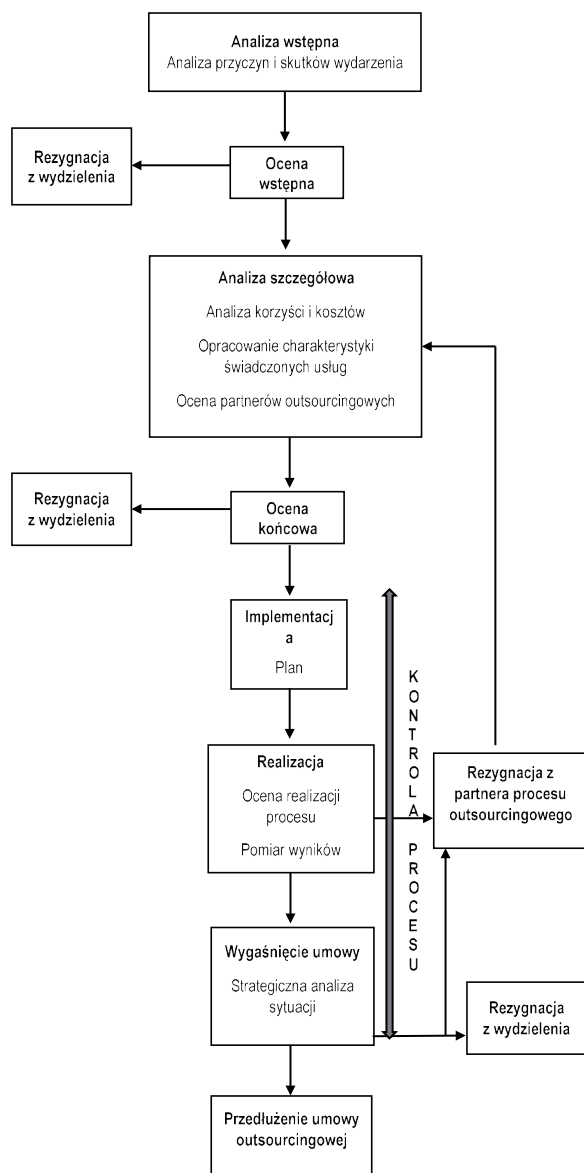 Analiza wstępna
Analiza przyczyn i skutków wydarzenia
Rezygnacja
z wydzielenia
Ocena
wstępna
Analiza szczegółowa
Analiza korzyści i kosztów
Opracowanie charakterystyki
świadczonych usług
Ocena partnerów outsourcingowych
Rezygnacja
z wydzielenia
Ocena
końcowa
Implementacj
a
Plan
KONTROLA PROCESU
Realizacja
Ocena realizacji
procesu
Pomiar wyników
Rezygnacja z
partnera procesu
outsourcingowego
Wygaśnięcie umowy
Strategiczna analiza
sytuacji
Rezygnacja
z wydzielenia
Przedłużenie umowy
outsourcingowej